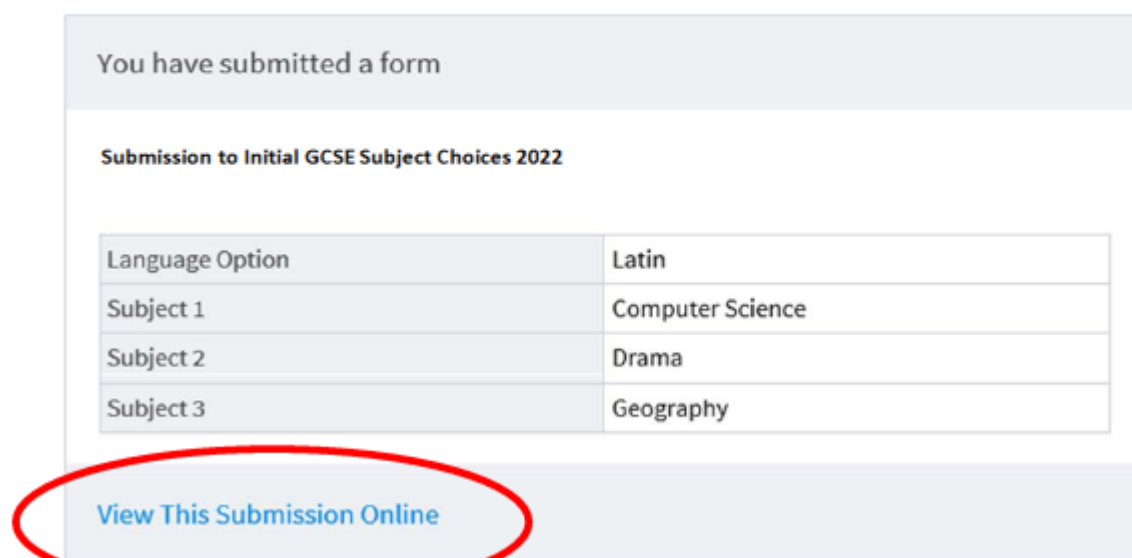 You have submitted a form
Submission to Initial GCSE Subject Choices 2022
Language Option Latin
Subject 1 Computer Science
Subject 2 Drama
Subject 3 Geography
View This Submission Online